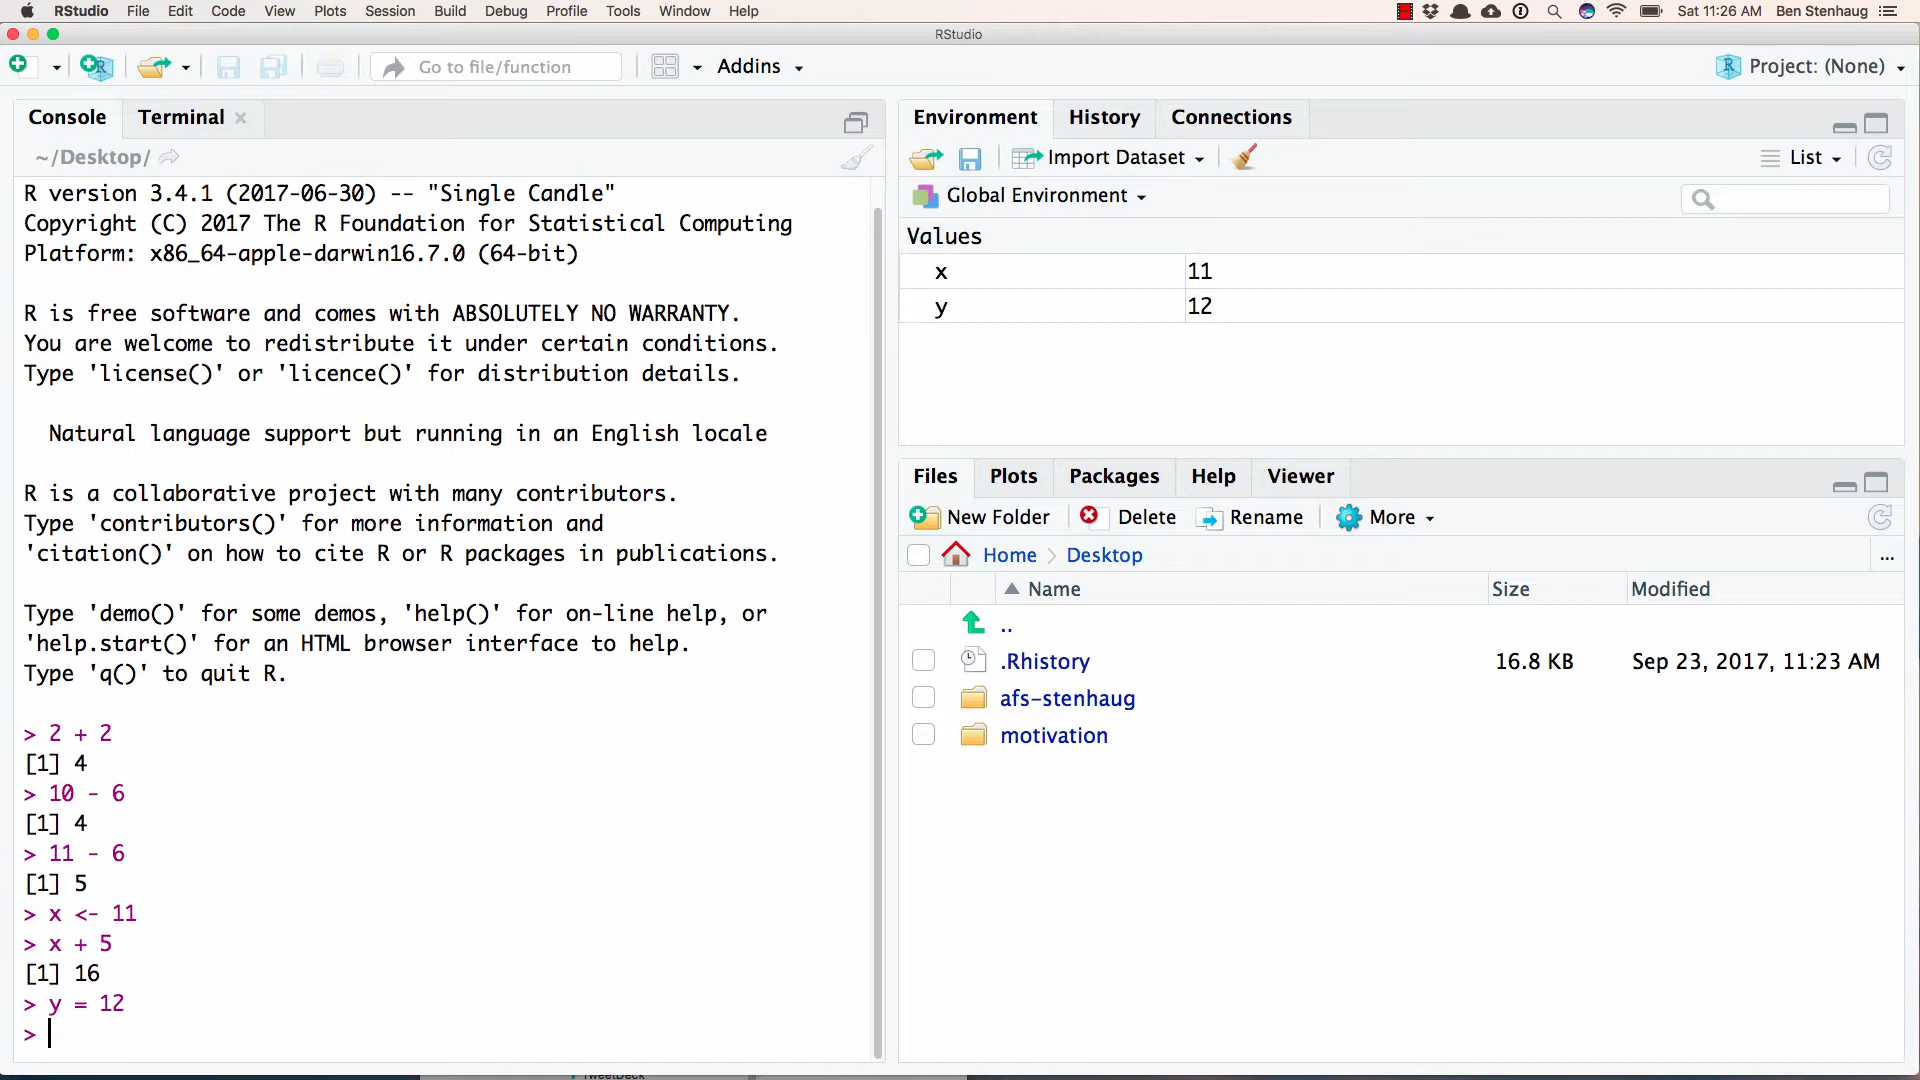 RStudio File Edit Code View Plots Session Build Debug Profile Tools Window Help Sat 11:26 AM Ben Stenhaug
RStudio
Go to file/function Addins Project: (None)
Console Terminal
~/Desktop/
R version 3.4.1 (2017-06-30) -- "Single Candle"
Copyright (C) 2017 The R Foundation for Statistical Computing
Platform: x86_64-apple-darwin16.7.0 (64-bit)
R is free software and comes with ABSOLUTELY NO WARRANTY.
You are welcome to redistribute it under certain conditions.
Type 'license()' or 'licence()' for distribution details.
Natural language support but running in an English locale
R is a collaborative project with many contributors.
Type 'contributors()' for more information and
'citation()' on how to cite R or R packages in publications.
Type 'demo()' for some demos, 'help()' for on-line help, or
'help.start()' for an HTML browser interface to help.
Type 'q()' to quit R.
> 2 + 2
[1] 4
> 10 - 6
[1] 4
> 11 - 6
[1] 5
> x <- 11
> x + 5
[1] 16
> y = 12
>
Environment History Connections
Import Dataset List
Global Environment
Values
x 11
y 12
Files Plots Packages Help Viewer
New Folder Delete Rename More
Home Desktop ...
Name Size Modified
..
.Rhistory 16.8 KB Sep 23, 2017, 11:23 AM
afs-stenhaug
motivation
TweetDeck